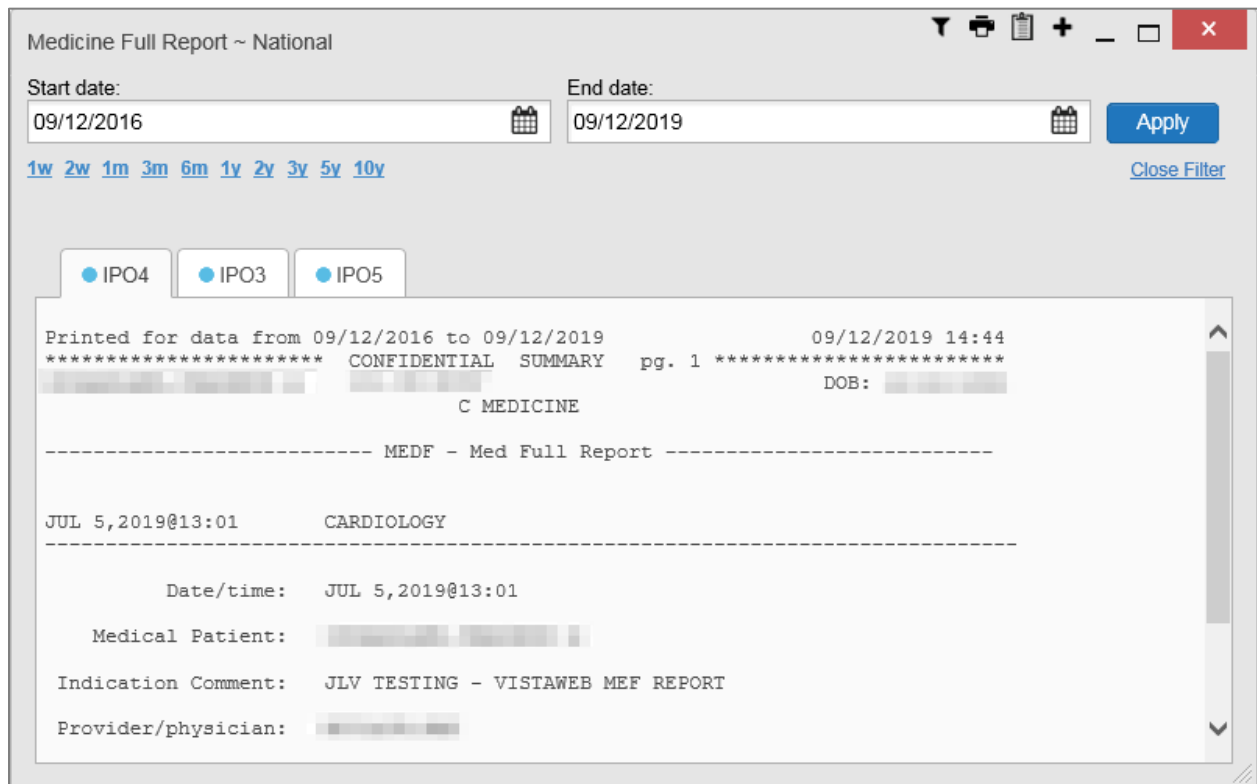 Medicine Full Report ~ National
Start date:
End date:
09/12/2016
09/12/2019
Apply
1w 2w 1m 3m 6m 1y 2y 3y 5y 10y
Close Filter
IPO4 IPO3 IPO5
Printed for data from 09/12/2016 to 09/12/2019 09/12/2019 14:44
*********************** CONFIDENTIAL SUMMARY pg. 1 ************************
DOB:
C MEDICINE
--------------------------- MEDF - Med Full Report ---------------------------
JUL 5,2019@13:01 CARDIOLOGY
--------------------------------------------------------------------------------
Date/time: JUL 5,2019@13:01
Medical Patient:
Indication Comment: JLV TESTING - VISTAWEB MEF REPORT
Provider/physician: